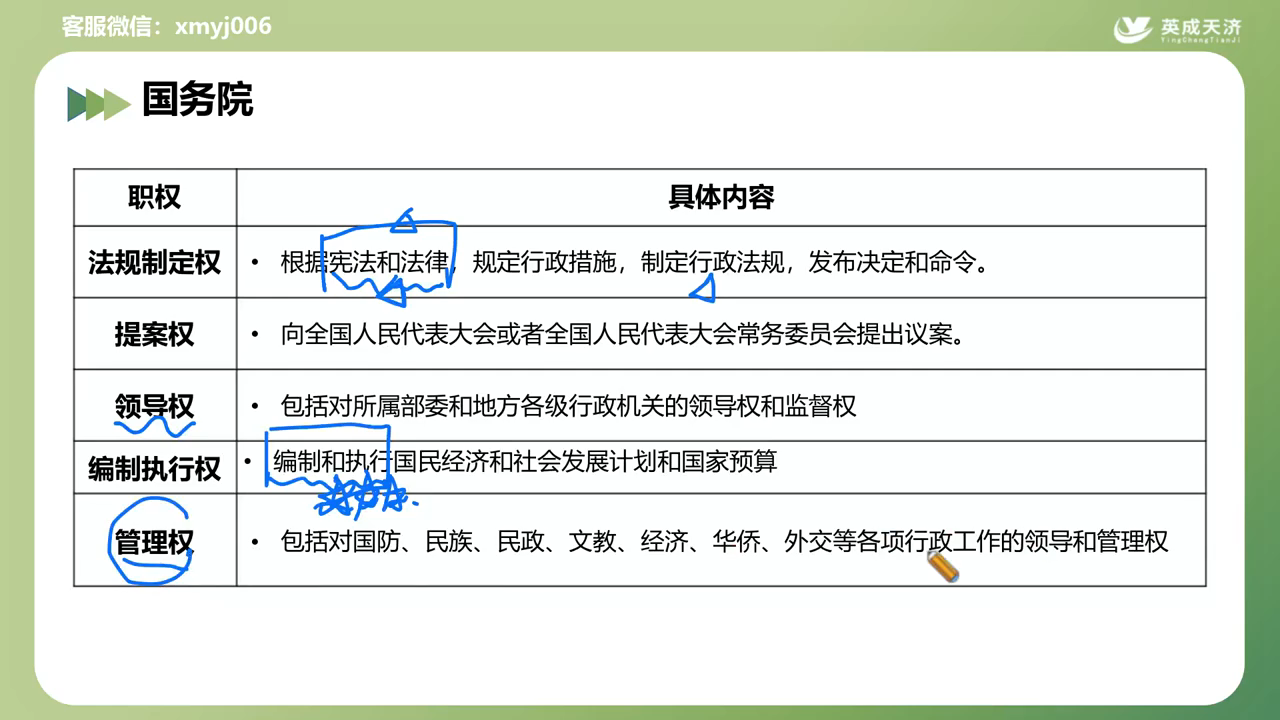 客服微信：xmyj006
英成天济
YingChengTianJi
国务院
职权
具体内容
法规制定权
• 根据宪法和法律，规定行政措施，制定行政法规，发布决定和命令。
提案权
• 向全国人民代表大会或者全国人民代表大会常务委员会提出议案。
领导权
• 包括对所属部委和地方各级行政机关的领导权和监督权
编制执行权
• 编制和执行国民经济和社会发展计划和国家预算
管理权
• 包括对国防、民族、民政、文教、经济、华侨、外交等各项行政工作的领导和管理权